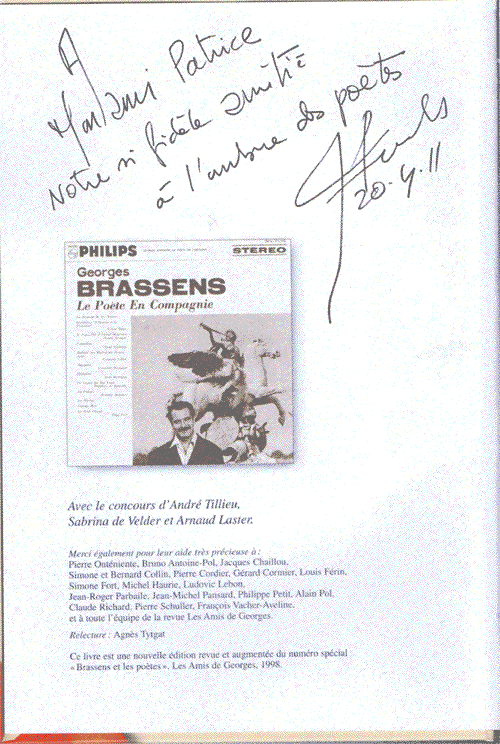 A
Mon ami Patrice
Notre si fidèle amitié
à l'ombre des poètes
20.4.11
PHILIPS
STEREO
Georges
BRASSENS
Le Poète En Compagnie
Avec le concours d'André Tillieu,
Sabrina de Velder et Arnaud Laster.
Merci également pour leur aide très précieuse à :
Pierre Onténiente, Bruno Antoine-Pol, Jacques Chaillou,
Simone et Bernard Collin, Pierre Cordier, Gérard Cormier, Louis Férin,
Simone Fort, Michel Haurie, Ludovic Lebon,
Jean-Roger Parbaile, Jean-Michel Pansard, Philippe Petit, Alain Pol,
Claude Richard, Pierre Schuller, François Vacher-Aveline,
et à toute l'équipe de la revue Les Amis de Georges.
Relecture : Agnès Tytgat
Ce livre est une nouvelle édition revue et augmentée du numéro spécial
« Brassens et les poètes ». Les Amis de Georges, 1998.